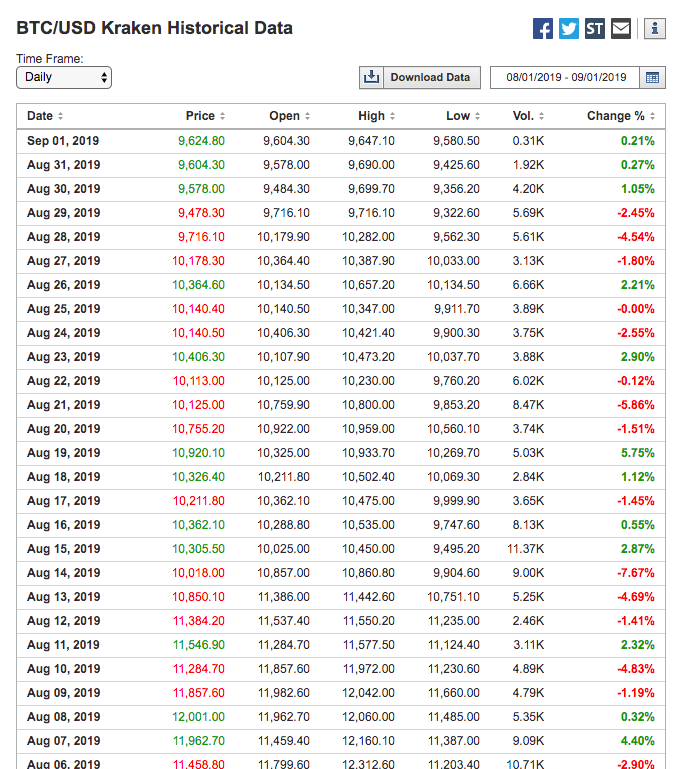 BTC/USD Kraken Historical Data
ST
Time Frame:
Daily
Download Data
08/01/2019 - 09/01/2019
Date Price Open High Low Vol. Change %
Sep 01, 2019 9,624.80 9,604.30 9,647.10 9,580.50 0.31K 0.21%
Aug 31, 2019 9,604.30 9,578.00 9,690.00 9,425.60 1.92K 0.27%
Aug 30, 2019 9,578.00 9,484.30 9,699.70 9,356.20 4.20K 1.05%
Aug 29, 2019 9,478.30 9,716.10 9,716.10 9,322.60 5.69K -2.45%
Aug 28, 2019 9,716.10 10,179.90 10,282.00 9,562.30 5.61K -4.54%
Aug 27, 2019 10,178.30 10,364.40 10,387.90 10,033.00 3.13K -1.80%
Aug 26, 2019 10,364.60 10,134.50 10,657.20 10,134.50 6.66K 2.21%
Aug 25, 2019 10,140.40 10,140.50 10,347.00 9,911.70 3.89K -0.00%
Aug 24, 2019 10,140.50 10,406.30 10,421.40 9,900.30 3.75K -2.55%
Aug 23, 2019 10,406.30 10,107.90 10,473.20 10,037.70 3.88K 2.90%
Aug 22, 2019 10,113.00 10,125.00 10,230.00 9,760.20 6.02K -0.12%
Aug 21, 2019 10,125.00 10,759.90 10,800.00 9,853.20 8.47K -5.86%
Aug 20, 2019 10,755.20 10,922.00 10,959.00 10,560.10 3.74K -1.51%
Aug 19, 2019 10,920.10 10,325.00 10,933.70 10,269.70 5.03K 5.75%
Aug 18, 2019 10,326.40 10,211.80 10,502.40 10,069.30 2.84K 1.12%
Aug 17, 2019 10,211.80 10,362.10 10,475.00 9,999.90 3.65K -1.45%
Aug 16, 2019 10,362.10 10,288.80 10,535.00 9,747.60 8.13K 0.55%
Aug 15, 2019 10,305.50 10,025.00 10,450.00 9,495.20 11.37K 2.87%
Aug 14, 2019 10,018.00 10,857.00 10,860.80 9,904.60 9.00K -7.67%
Aug 13, 2019 10,850.10 11,386.00 11,442.60 10,751.10 5.25K -4.69%
Aug 12, 2019 11,384.20 11,537.40 11,550.20 11,235.00 2.46K -1.41%
Aug 11, 2019 11,546.90 11,284.70 11,577.50 11,124.40 3.11K 2.32%
Aug 10, 2019 11,284.70 11,857.60 11,972.00 11,230.60 4.89K -4.83%
Aug 09, 2019 11,857.60 11,982.60 12,042.00 11,660.00 4.79K -1.19%
Aug 08, 2019 12,001.00 11,962.70 12,060.00 11,485.00 5.35K 0.32%
Aug 07, 2019 11,962.70 11,459.40 12,160.10 11,387.00 9.09K 4.40%
Aug 06, 2019 11,458.80 11,799.60 12,312.60 11,203.40 10.71K -2.90%